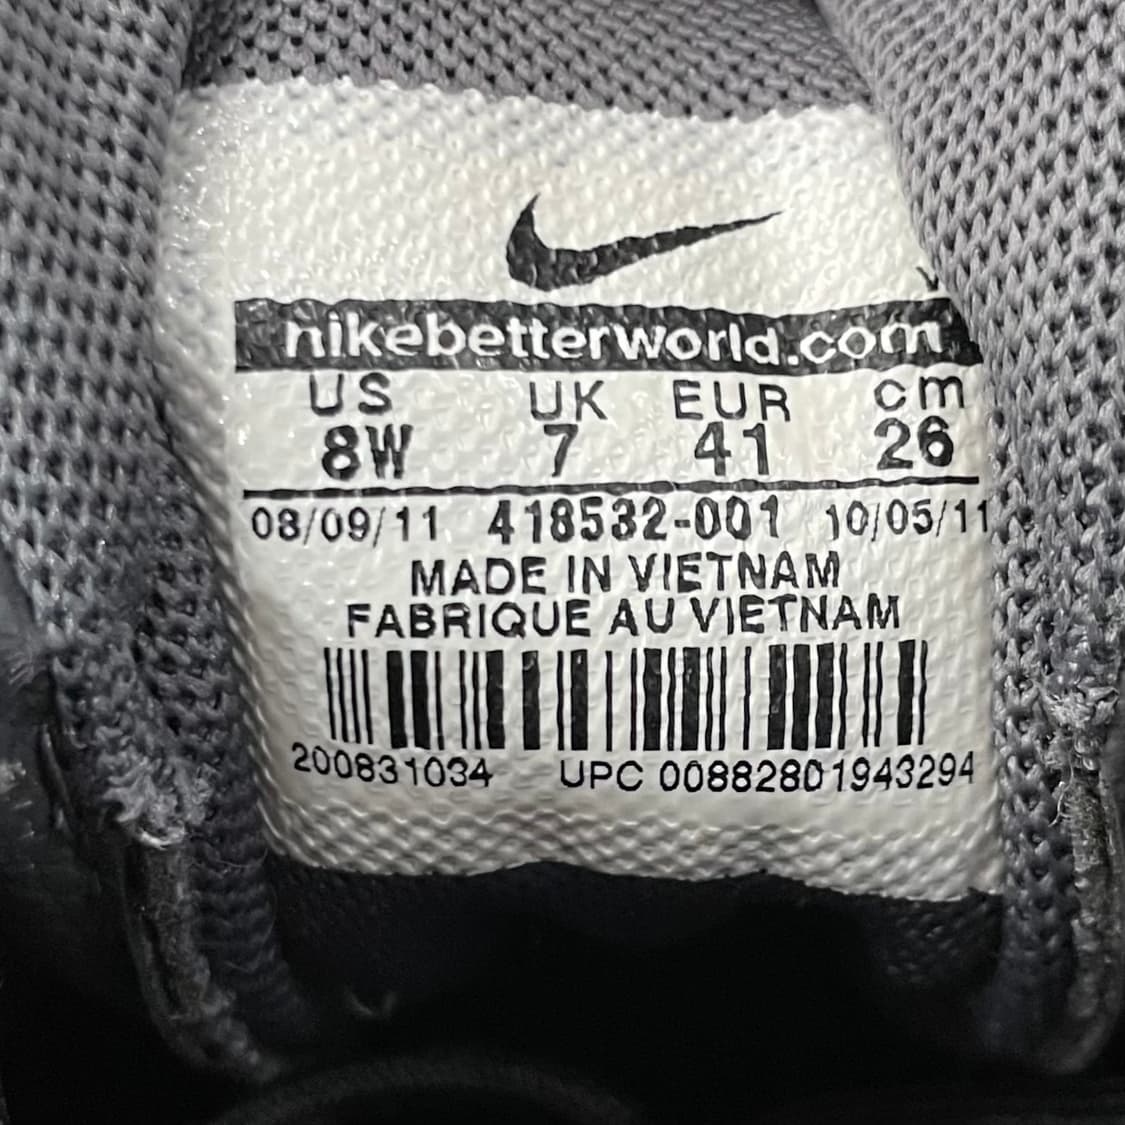 nikebetterworld.com
US UK EUR cm
8W 7 41 26
08/09/11 418532-001 10/05/11
MADE IN VIETNAM
FABRIQUE AU VIETNAM
200831034 UPC 00882801943294